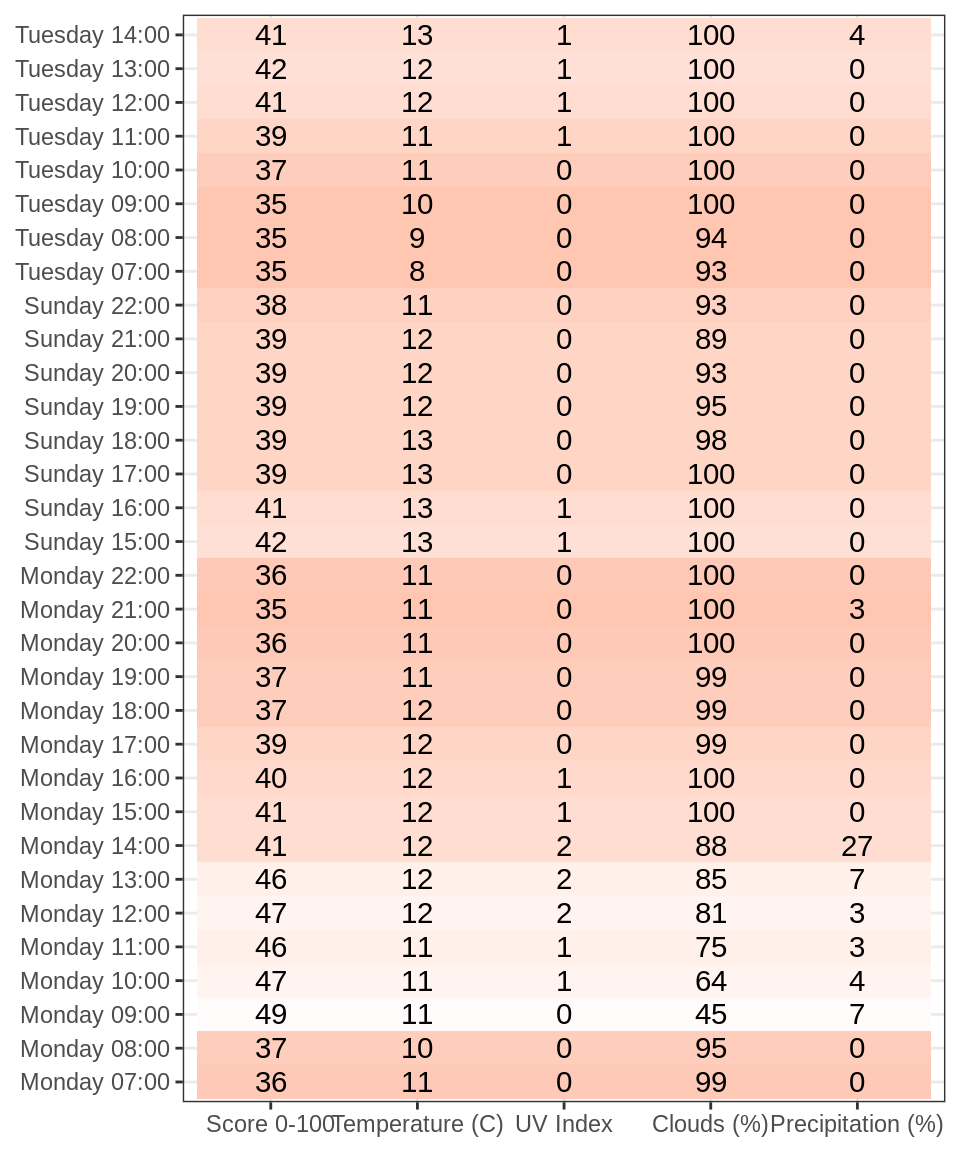 Tuesday 14:00 41 13 1 100 4
Tuesday 13:00 42 12 1 100 0
Tuesday 12:00 41 12 1 100 0
Tuesday 11:00 39 11 1 100 0
Tuesday 10:00 37 11 0 100 0
Tuesday 09:00 35 10 0 100 0
Tuesday 08:00 35 9 0 94 0
Tuesday 07:00 35 8 0 93 0
Sunday 22:00 38 11 0 93 0
Sunday 21:00 39 12 0 89 0
Sunday 20:00 39 12 0 93 0
Sunday 19:00 39 12 0 95 0
Sunday 18:00 39 13 0 98 0
Sunday 17:00 39 13 0 100 0
Sunday 16:00 41 13 1 100 0
Sunday 15:00 42 13 1 100 0
Monday 22:00 36 11 0 100 0
Monday 21:00 35 11 0 100 3
Monday 20:00 36 11 0 100 0
Monday 19:00 37 11 0 99 0
Monday 18:00 37 12 0 99 0
Monday 17:00 39 12 0 99 0
Monday 16:00 40 12 1 100 0
Monday 15:00 41 12 1 100 0
Monday 14:00 41 12 2 88 27
Monday 13:00 46 12 2 85 7
Monday 12:00 47 12 2 81 3
Monday 11:00 46 11 1 75 3
Monday 10:00 47 11 1 64 4
Monday 09:00 49 11 0 45 7
Monday 08:00 37 10 0 95 0
Monday 07:00 36 11 0 99 0
Score 0-100 Temperature (C) UV Index Clouds (%) Precipitation (%)